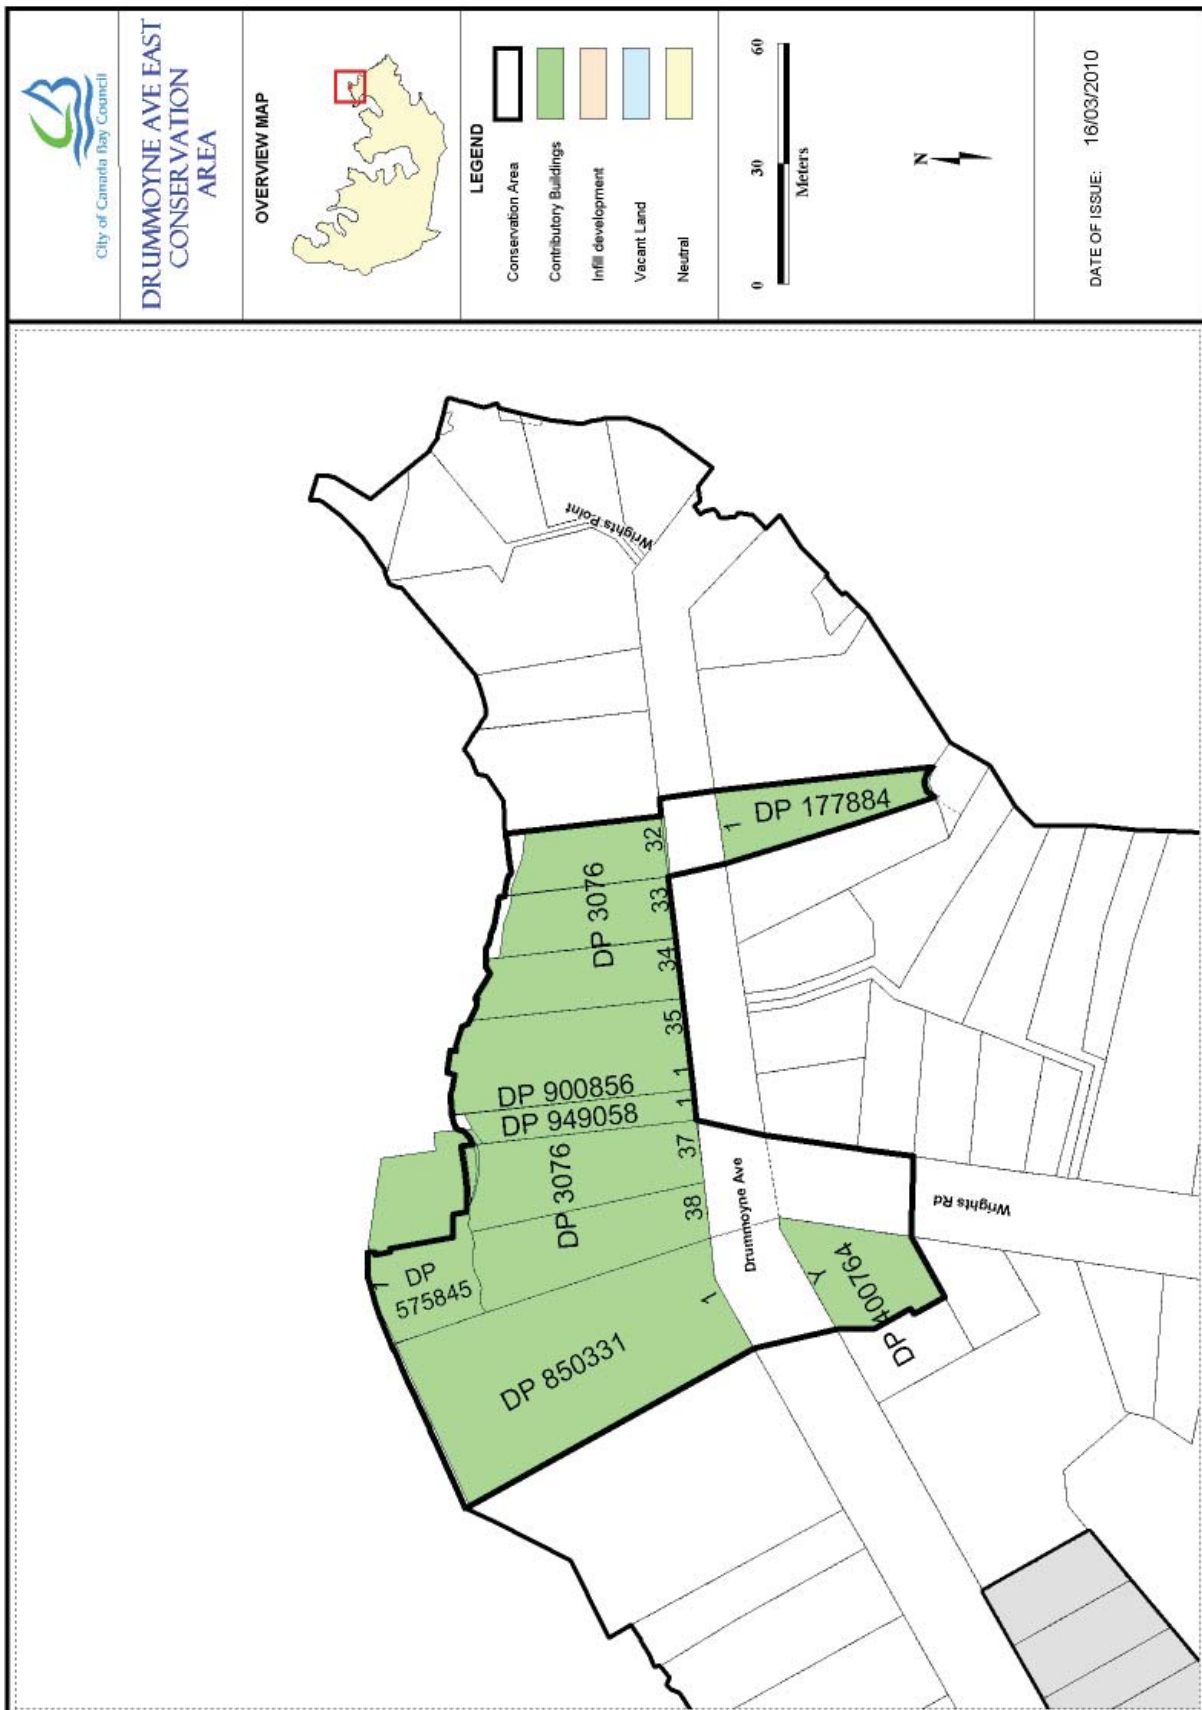 City of Canada Bay Council
DRUMMOYNE AVE EAST
CONSERVATION
AREA
OVERVIEW MAP
LEGEND
Conservation Area
Contributory Buildings
Infill development
Vacant Land
Neutral
0 30 60
Meters
N
DATE OF ISSUE: 16/03/2010
Wrights Point
DP 177884
1
32
DP 3076
33
34
35
1
DP 900856
1
DP 949058
37
DP 3076
38
1
DP
575845
1
DP 850331
Drummoyne Ave
Y
DP 400764
Wrights Rd